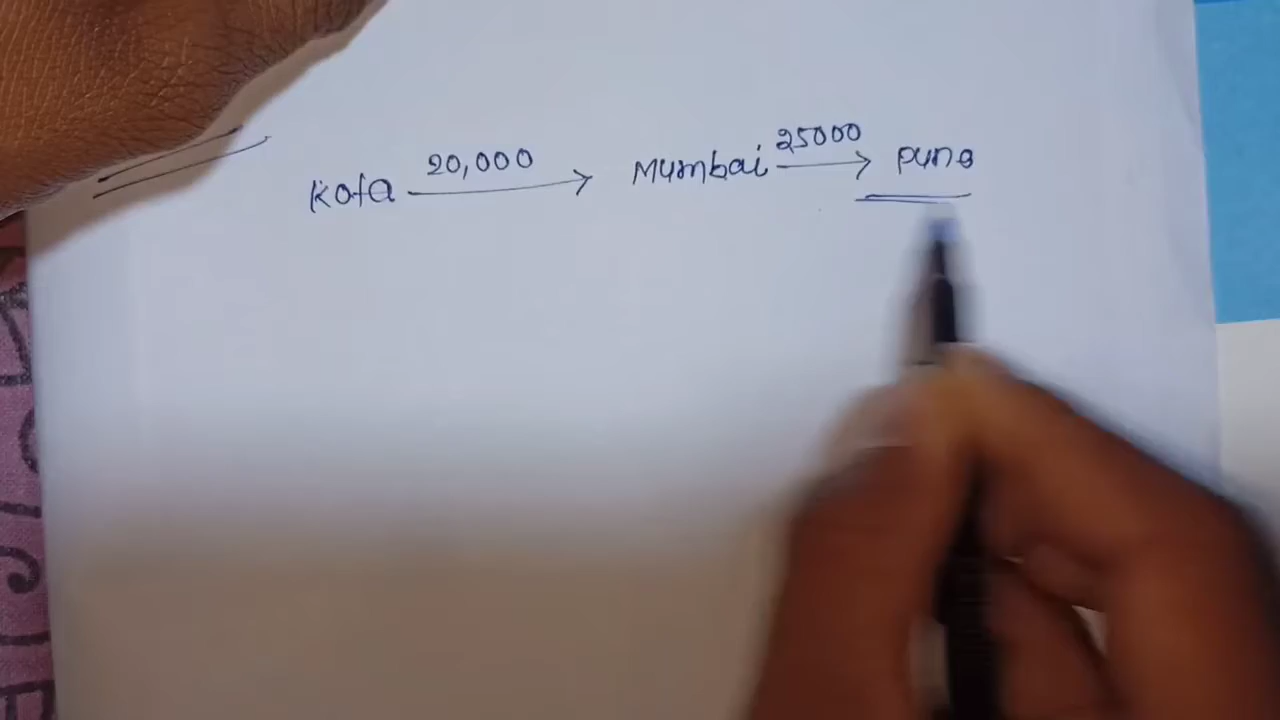 Kota 20,000 → Mumbai 25000 → Pune